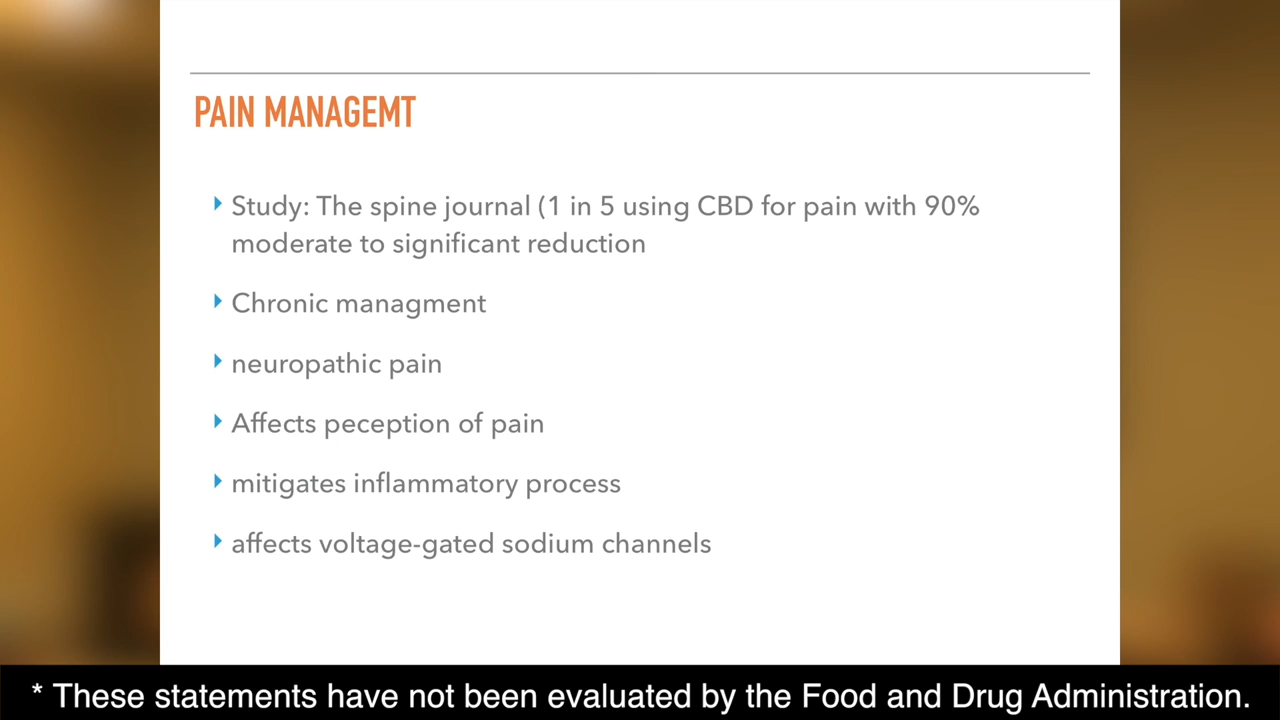 PAIN MANAGEMT
Study: The spine journal (1 in 5 using CBD for pain with 90%
moderate to significant reduction
Chronic managment
neuropathic pain
Affects peception of pain
mitigates inflammatory process
affects voltage-gated sodium channels
* These statements have not been evaluated by the Food and Drug Administration.